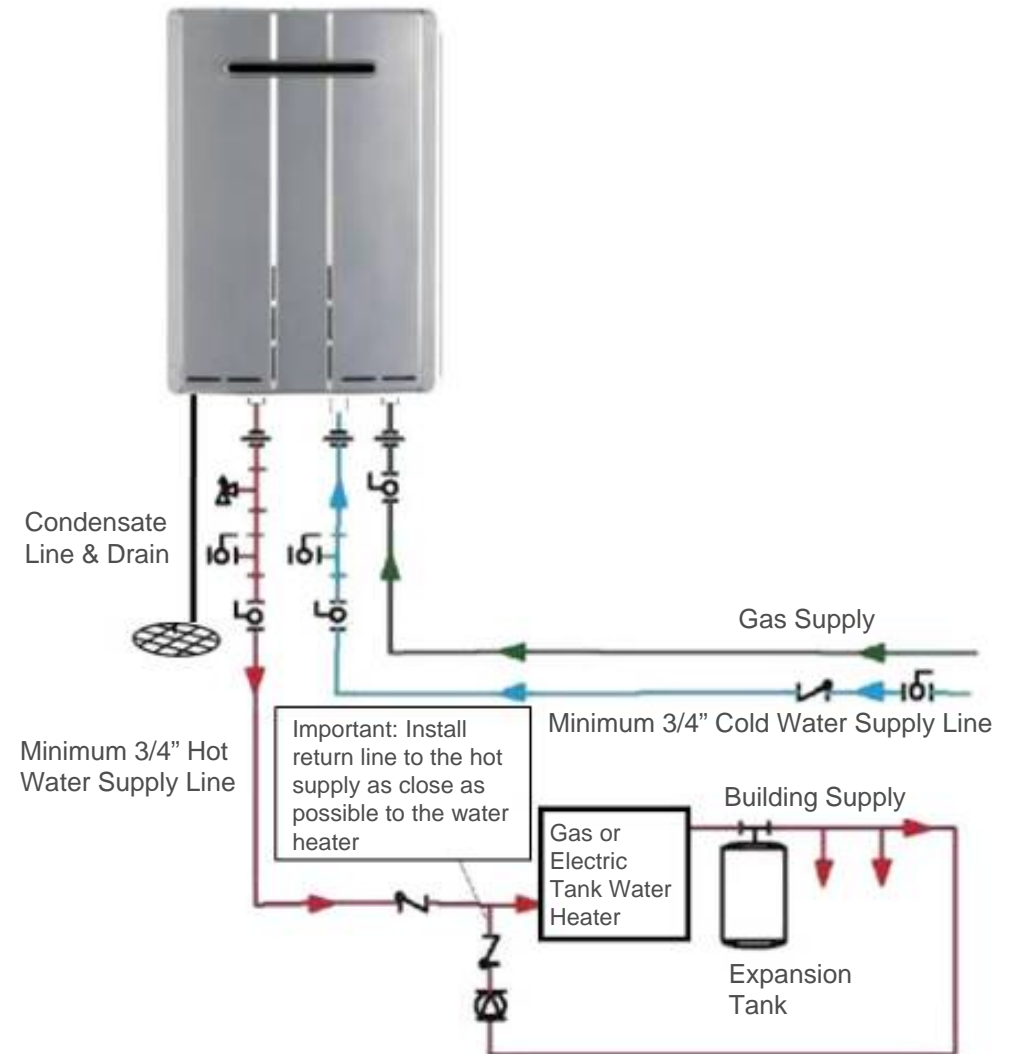 Condensate
Line & Drain
Gas Supply
Minimum 3/4” Cold Water Supply Line
Minimum 3/4” Hot
Water Supply Line
Important: Install
return line to the hot
supply as close as
possible to the water
heater
Building Supply
Gas or
Electric
Tank Water
Heater
Expansion
Tank